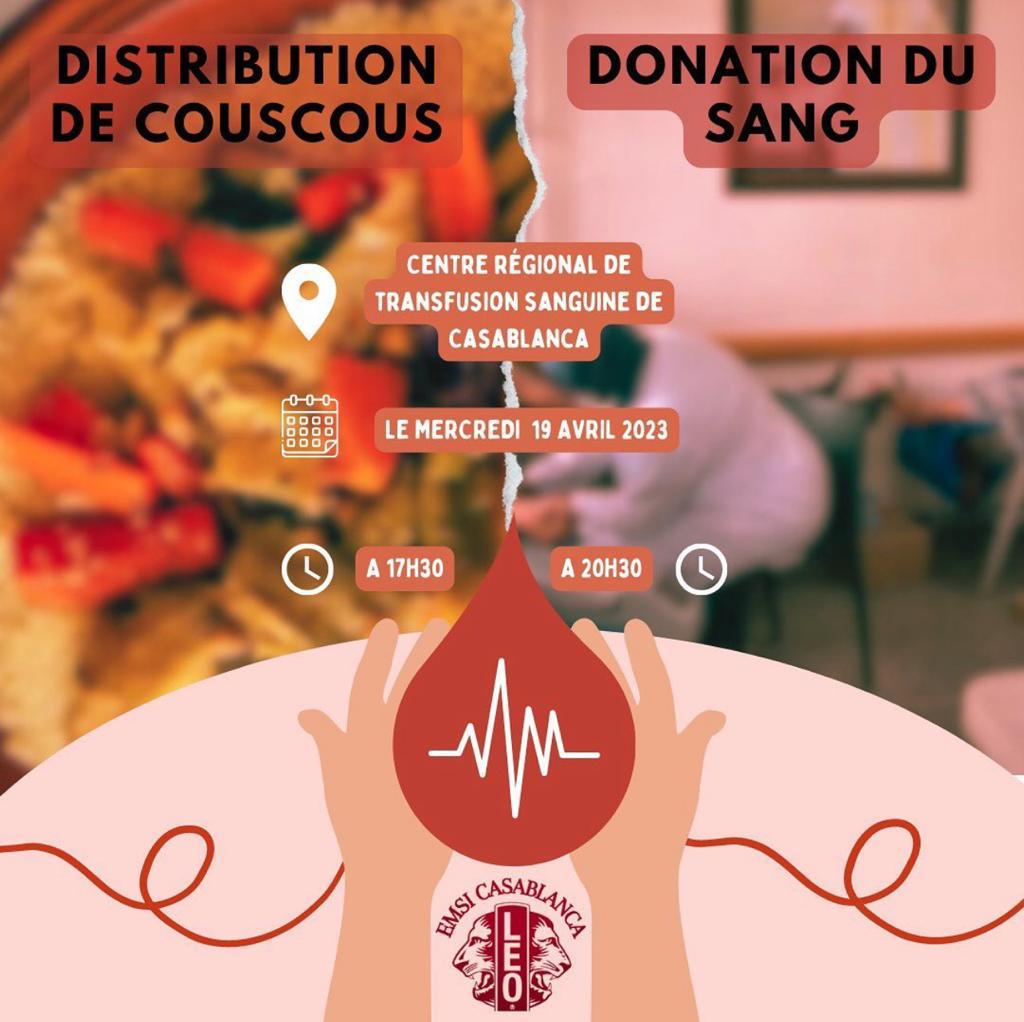 DISTRIBUTION
DE COUSCOUS
DONATION DU
SANG
CENTRE RÉGIONAL DE
TRANSFUSION SANGUINE DE
CASABLANCA
LE MERCREDI 19 AVRIL 2023
A 17H30
A 20H30
EMSI CASABLANCA
LEO